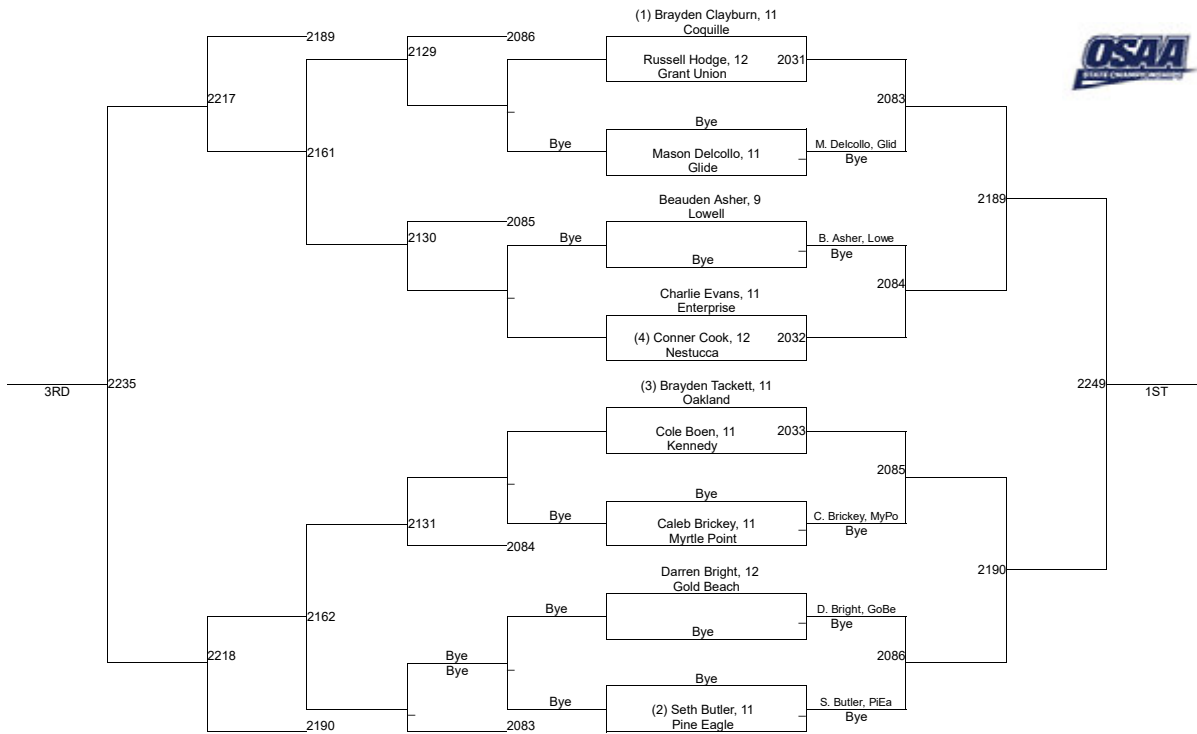 (1) Brayden Clayburn, 11
Coquille
2189
2086
2129
Russell Hodge, 12
2031
Grant Union
OSAA
STATE CHAMPIONSHIPS
2217
2083
Bye
Bye
Mason Delcollo, 11
M. Delcollo, Glid
2161
Bye
Glide
Beauden Asher, 9
Lowell
2189
2085
2130
Bye
B. Asher, Lowe
Bye
Bye
2084
Charlie Evans, 11
Enterprise
(4) Conner Cook, 12
2032
Nestucca
3RD
2235
(3) Brayden Tackett, 11
2249
1ST
Oakland
Cole Boen, 11
2033
Kennedy
2085
Bye
Bye
Caleb Brickey, 11
C. Brickey, MyPo
2131
Bye
Myrtle Point
2084
Darren Bright, 12
2190
Gold Beach
2162
Bye
D. Bright, GoBe
Bye
Bye
2218
Bye
2086
Bye
Bye
Bye
(2) Seth Butler, 11
S. Butler, PiEa
Bye
Pine Eagle
2190
2083